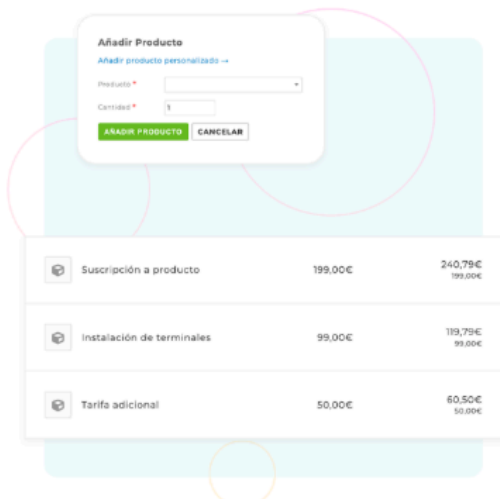 Añadir Producto
Añadir producto personalizado →
Producto *
Cantidad *
AÑADIR PRODUCTO CANCELAR
Suscripción a producto 199,00€ 240,79€
199,00€
Instalación de terminales 99,00€ 119,79€
99,00€
Tarifa adicional 50,00€ 60,50€
50,00€